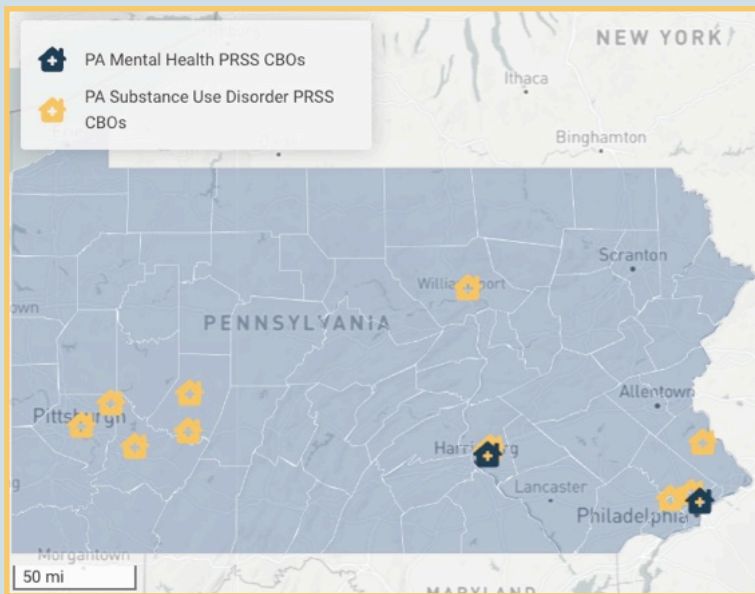 PA Mental Health PRSS CBOs
PA Substance Use Disorder PRSS
CBOs
NEW YORK
Ithaca
Binghamton
Scranton
PENNSYLVANIA
Allentown
Pittsburgh
Lancaster
Philadelphia
Morgantown
50 mi
MARYLAND